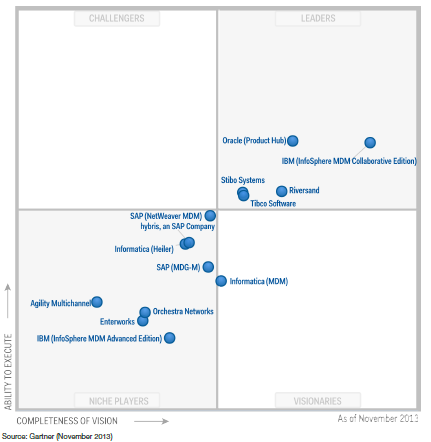 CHALLENGERS
LEADERS
Oracle (Product Hub)
IBM (InfoSphere MDM Collaborative Edition)
Stibo Systems
Riversand
Tibco Software
SAP (NetWeaver MDM)
hybris, an SAP Company
Informatica (Heiler)
SAP (MDG-M)
Informatica (MDM)
Agility Multichannel
Orchestra Networks
Enterworks
IBM (InfoSphere MDM Advanced Edition)
ABILITY TO EXECUTE
NICHE PLAYERS
VISIONARIES
COMPLETENESS OF VISION
As of November 2013
Source: Gartner (November 2013)